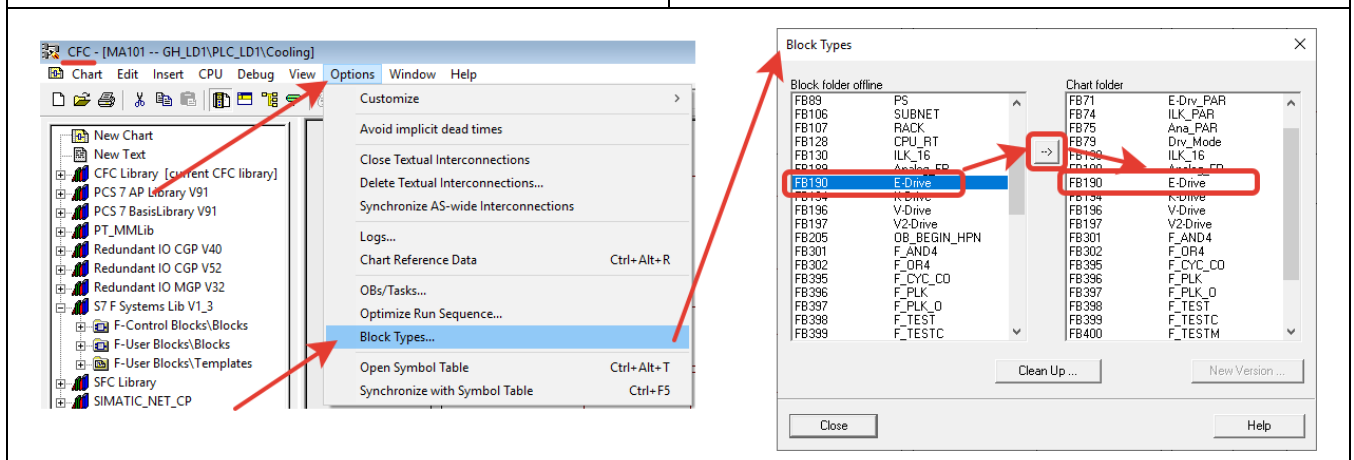 CFC - [MA101 -- GH_LD1\PLC_LD1\Cooling]
Chart Edit Insert CPU Debug View Options Window Help
New Chart
New Text
CFC Library [current CFC library]
PCS 7 AP Library V91
PCS 7 BasisLibrary V91
PT_MMLib
Redundant IO CGP V40
Redundant IO CGP V52
Redundant IO MGP V32
S7 F Systems Lib V1_3
F-Control Blocks\Blocks
F-User Blocks\Blocks
F-User Blocks\Templates
SFC Library
SIMATIC_NET_CP
Customize >
Avoid implicit dead times
Close Textual Interconnections
Delete Textual Interconnections...
Synchronize AS-wide Interconnections
Logs...
Chart Reference Data Ctrl+Alt+R
OBs/Tasks...
Optimize Run Sequence...
Block Types...
Open Symbol Table Ctrl+Alt+T
Synchronize with Symbol Table Ctrl+F5
Block Types
Block folder offline
FB89 PS
FB106 SUBNET
FB107 RACK
FB128 CPU_RT
FB130 ILK_16
FB190 E-Drive
FB196 V-Drive
FB197 V2-Drive
FB205 OB_BEGIN_HPN
FB301 F_AND4
FB302 F_OR4
FB395 F_CYC_CO
FB396 F_PLK
FB397 F_PLK_O
FB398 F_TEST
FB399 F_TESTC
-->
Chart folder
FB71 E-Drv_PAR
FB74 ILK_PAR
FB75 Ana_PAR
FB79 Drv_Mode
ILK_16
FB190 E-Drive
FB196 V-Drive
FB197 V2-Drive
FB301 F_AND4
FB302 F_OR4
FB395 F_CYC_CO
FB396 F_PLK
FB397 F_PLK_O
FB398 F_TEST
FB399 F_TESTC
FB400 F_TESTM
Clean Up ...
New Version ...
Close
Help